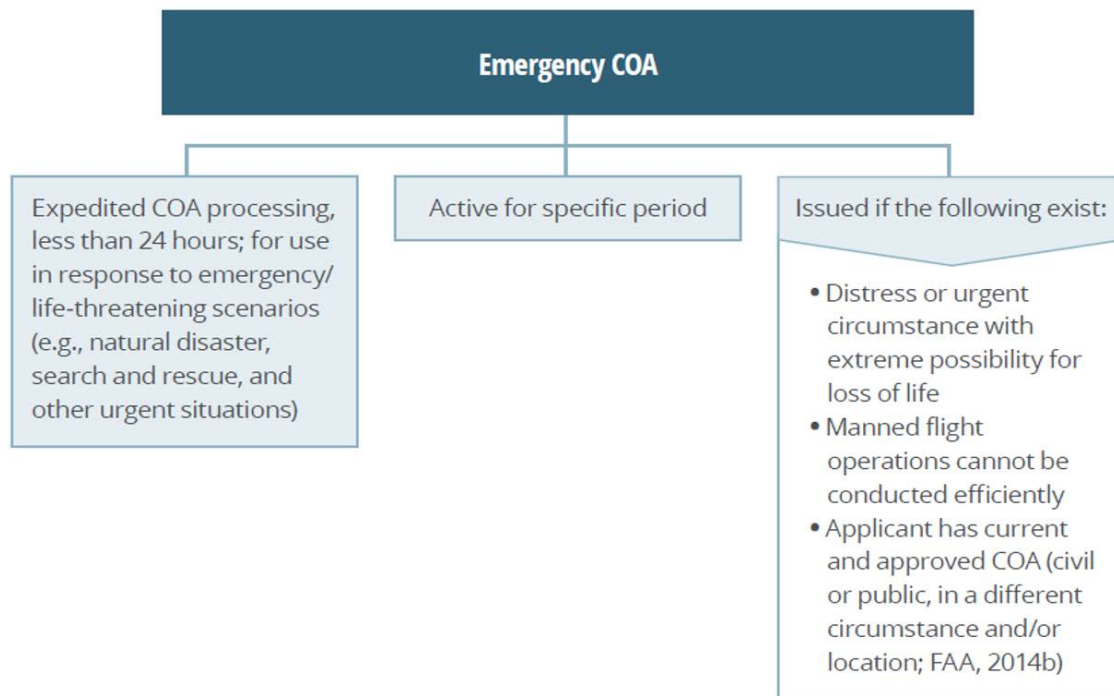 Emergency COA
Expedited COA processing,
less than 24 hours; for use
in response to emergency/
life-threatening scenarios
(e.g., natural disaster,
search and rescue, and
other urgent situations)
Active for specific period
Issued if the following exist:
• Distress or urgent
circumstance with
extreme possibility for
loss of life
• Manned flight
operations cannot be
conducted efficiently
• Applicant has current
and approved COA (civil
or public, in a different
circumstance and/or
location; FAA, 2014b)